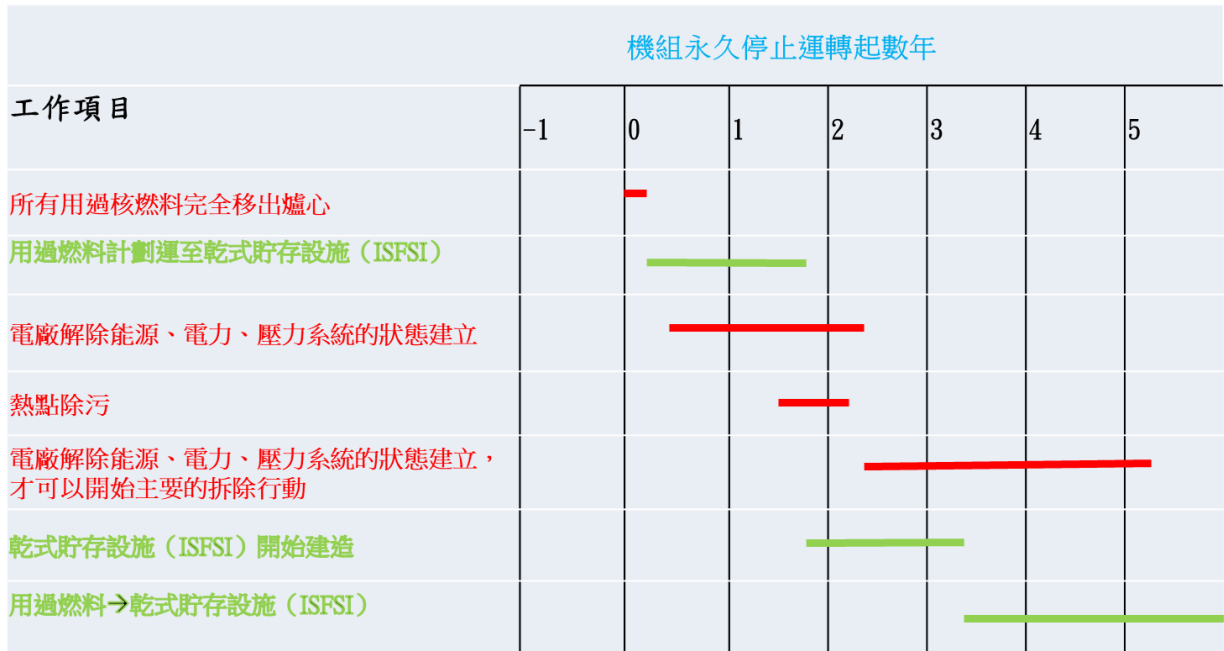 機組永久停止運轉起數年
工作項目
-1 0 1 2 3 4 5
所有用過核燃料完全移出爐心
用過燃料計劃運至乾式貯存設施（ISFSI）
電廠解除能源、電力、壓力系統的狀態建立
熱點除污
電廠解除能源、電力、壓力系統的狀態建立，
才可以開始主要的拆除行動
乾式貯存設施（ISFSI）開始建造
用過燃料→乾式貯存設施（ISFSI）